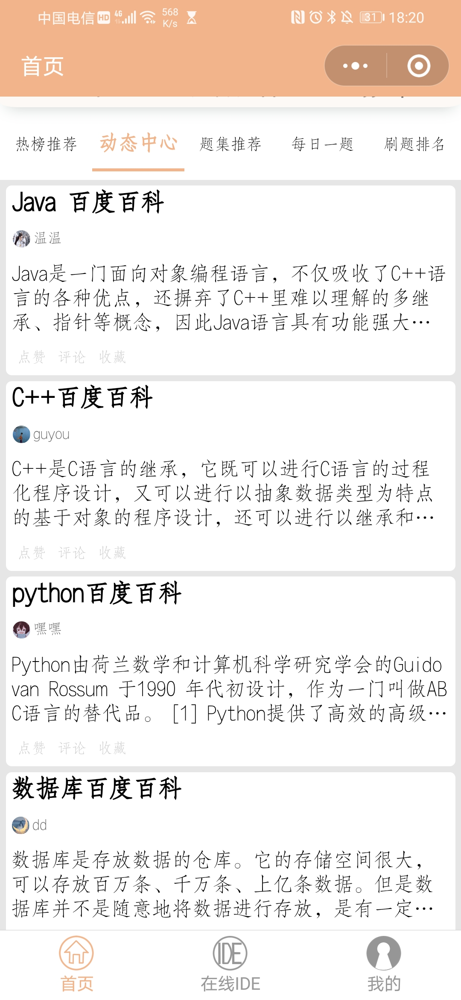 中国电信 HD 4G 568 K/s 31 18:20
首页
热榜推荐 动态中心 题集推荐 每日一题 刷题排名
Java 百度百科
温温
Java是一门面向对象编程语言，不仅吸收了C++语
言的各种优点，还摒弃了C++里难以理解的多继
承、指针等概念，因此Java语言具有功能强大…
点赞 评论 收藏
C++百度百科
guyou
C++是C语言的继承，它既可以进行C语言的过程
化程序设计，又可以进行以抽象数据类型为特点
的基于对象的程序设计，还可以进行以继承和…
点赞 评论 收藏
python百度百科
嘿嘿
Python由荷兰数学和计算机科学研究学会的Guido
van Rossum 于1990 年代初设计，作为一门叫做AB
C语言的替代品。 [1] Python提供了高效的高级…
点赞 评论 收藏
数据库百度百科
dd
数据库是存放数据的仓库。它的存储空间很大，
可以存放百万条、千万条、上亿条数据。但是数
据库并不是随意地将数据进行存放，是有一定…
IDE
首页 在线IDE 我的